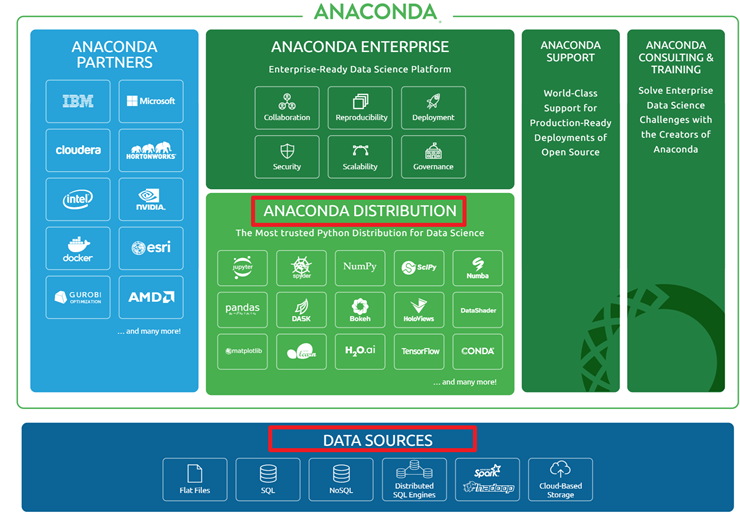 ANACONDA
ANACONDA
PARTNERS
IBM
Microsoft
cloudera
HORTONWORKS
intel
NVIDIA
docker
esri
GUROBI
OPTIMIZATION
AMD
... and many more!
ANACONDA ENTERPRISE
Enterprise-Ready Data Science Platform
Collaboration
Reproducibility
Deployment
Security
Scalability
Governance
ANACONDA DISTRIBUTION
The Most trusted Python Distribution for Data Science
jupyter
spyder
NumPy
SciPy
Numba
pandas
DASK
Bokeh
HoloViews
DataShader
matplotlib
learn
H2O.ai
TensorFlow
CONDA
... and many more!
ANACONDA
SUPPORT
World-Class
Support for
Production-Ready
Deployments of
Open Source
ANACONDA
CONSULTING &
TRAINING
Solve Enterprise
Data Science
Challenges with
the Creators of
Anaconda
DATA SOURCES
Flat Files
SQL
NoSQL
Distributed
SQL Engines
Spark
hadoop
Cloud-Based
Storage